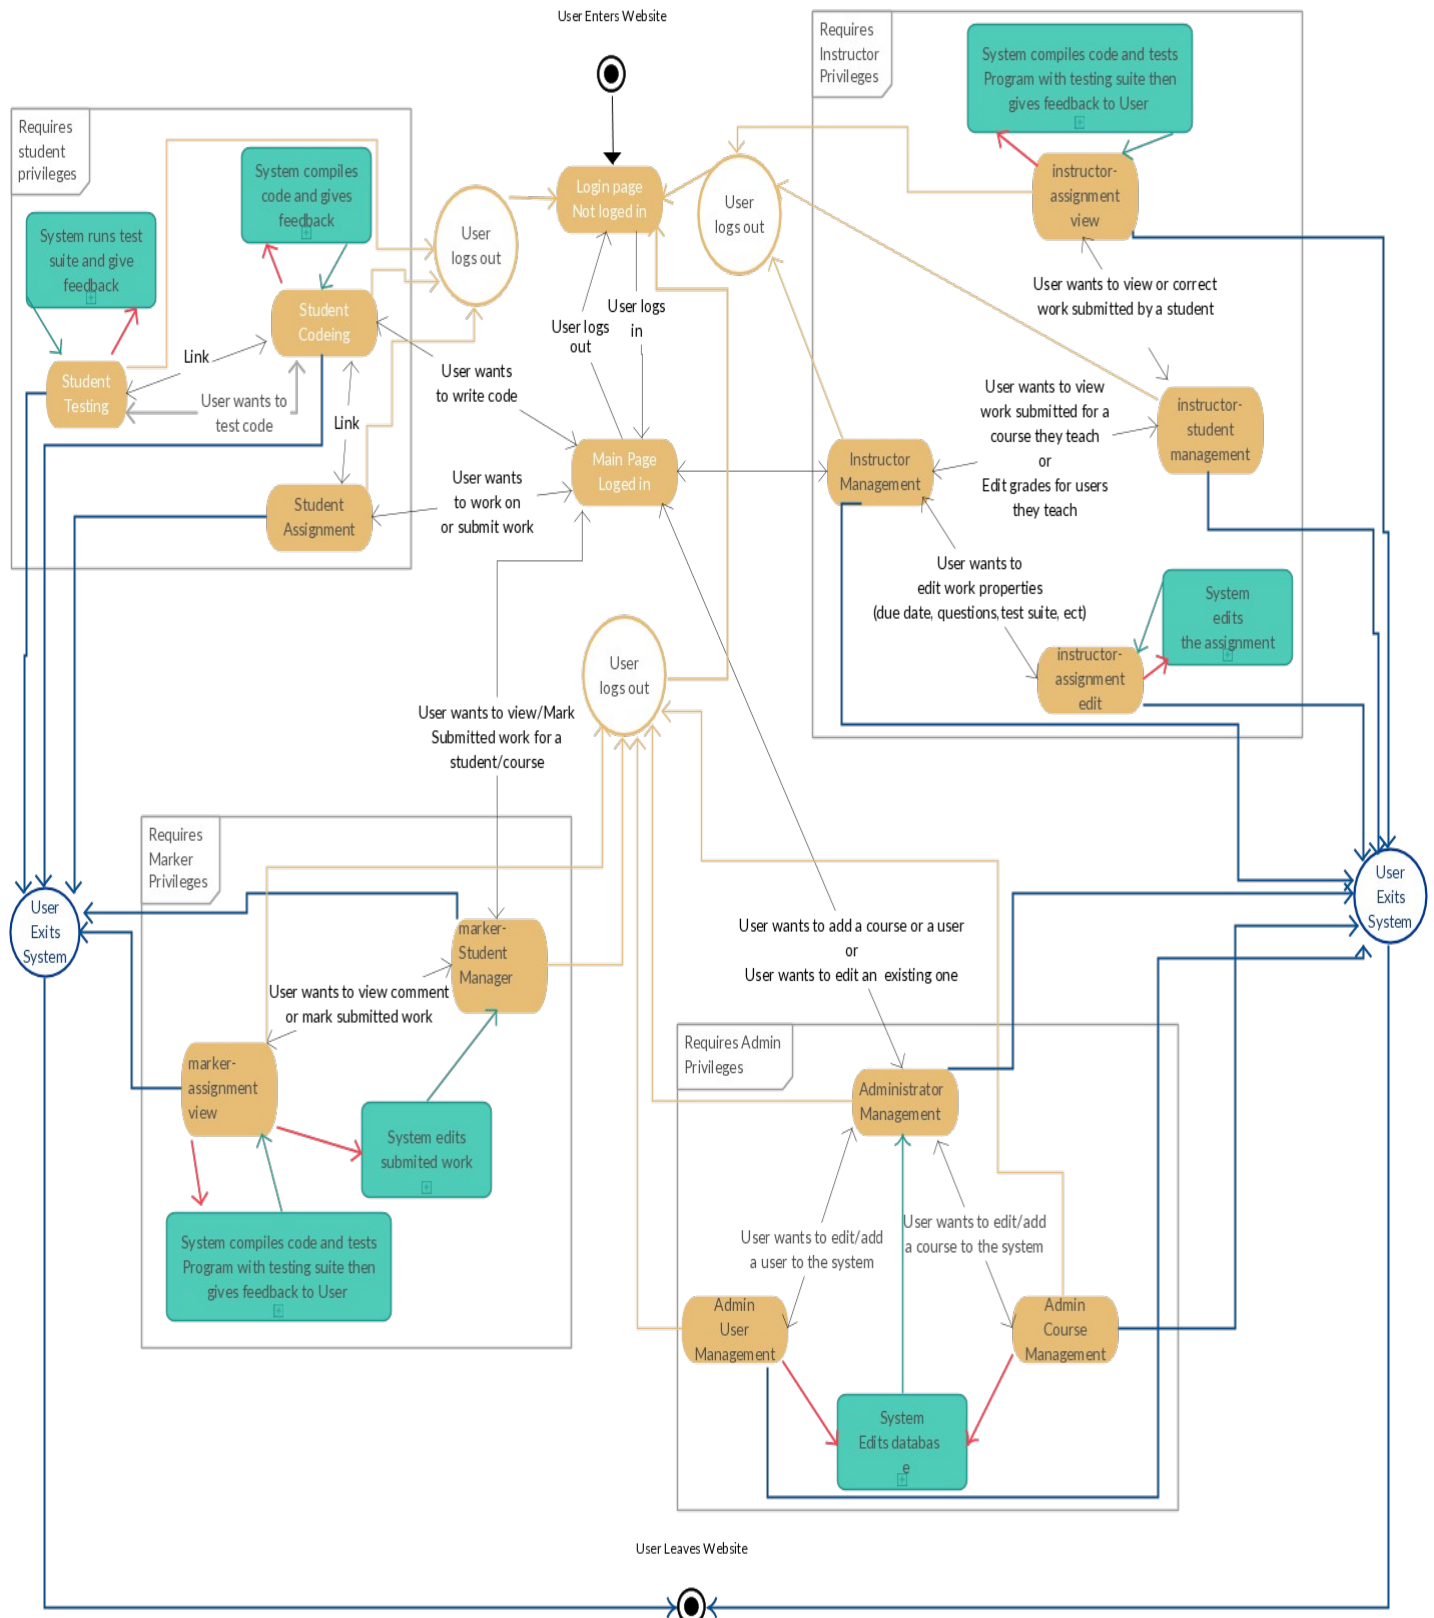 User Enters Website
Requires
Instructor
Privileges
System compiles code and tests
Program with testing suite then
gives feedback to User
Requires
student
privileges
System compiles
code and gives
feedback
Login page
Not loged in
instructor-
assignment
view
User
logs out
User
logs out
System runs test
suite and give
feedback
User wants to view or correct
work submitted by a student
Student
Codeing
User logs
in
User logs
out
Link
Student
Testing
User wants
to write code
User wants to
test code
Link
User wants to view
work submitted for a
course they teach
or
Edit grades for users
they teach
instructor-
student
management
Main Page
Loged in
Instructor
Management
User wants
to work on
or submit work
Student
Assignment
User wants to
edit work properties
(due date, questions,test suite, ect)
System
edits
the assignment
instructor-
assignment
edit
User
logs out
User wants to view/Mark
Submitted work for a
student/course
Requires
Marker
Privileges
User
Exits
System
User
Exits
System
marker-
Student
Manager
User wants to add a course or a user
or
User wants to edit an existing one
User wants to view comment
or mark submitted work
Requires Admin
Privileges
marker-
assignment
view
Administrator
Management
System edits
submited work
User wants to edit/add
a user to the system
User wants to edit/add
a course to the system
System compiles code and tests
Program with testing suite then
gives feedback to User
Admin
User
Management
Admin
Course
Management
System
Edits databas
e
User Leaves Website